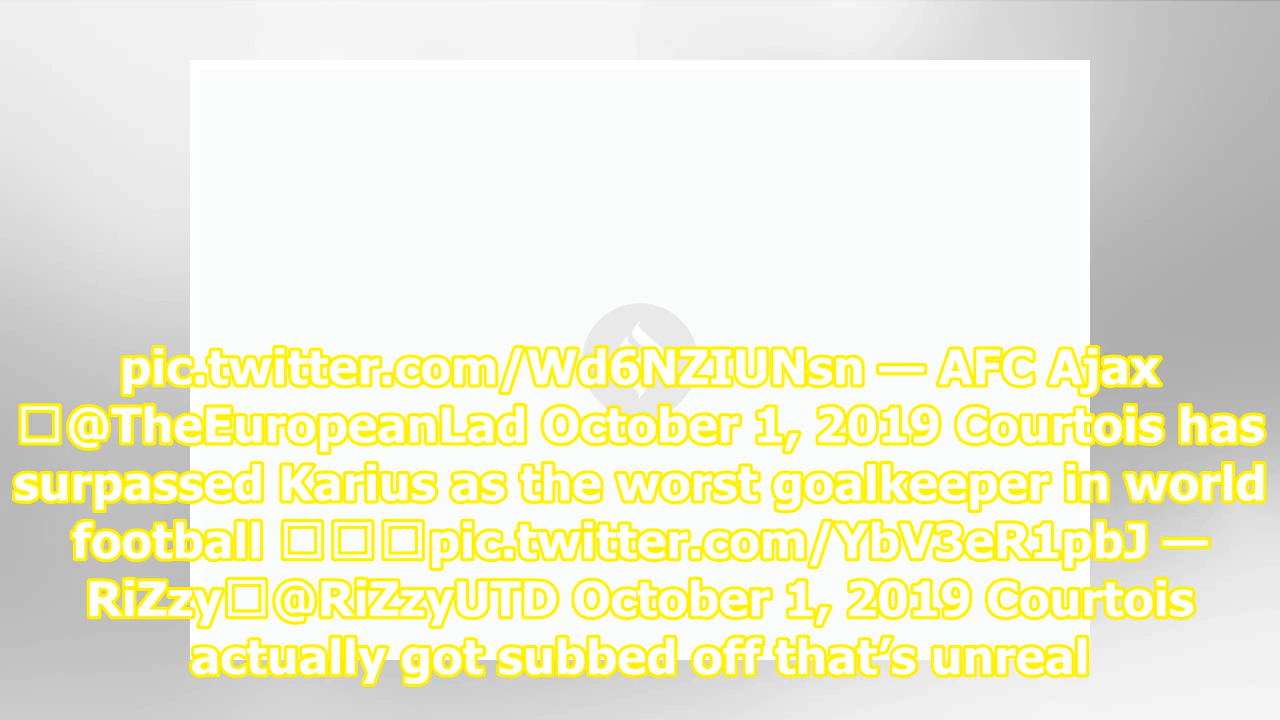 pic.twitter.com/Wd6NZIUNsn — AFC Ajax
□@TheEuropeanLad October 1, 2019 Courtois has
surpassed Karius as the worst goalkeeper in world
football □□□pic.twitter.com/YbV3eR1pbJ —
RiZzy□@RiZzyUTD October 1, 2019 Courtois
actually got subbed off that’s unreal